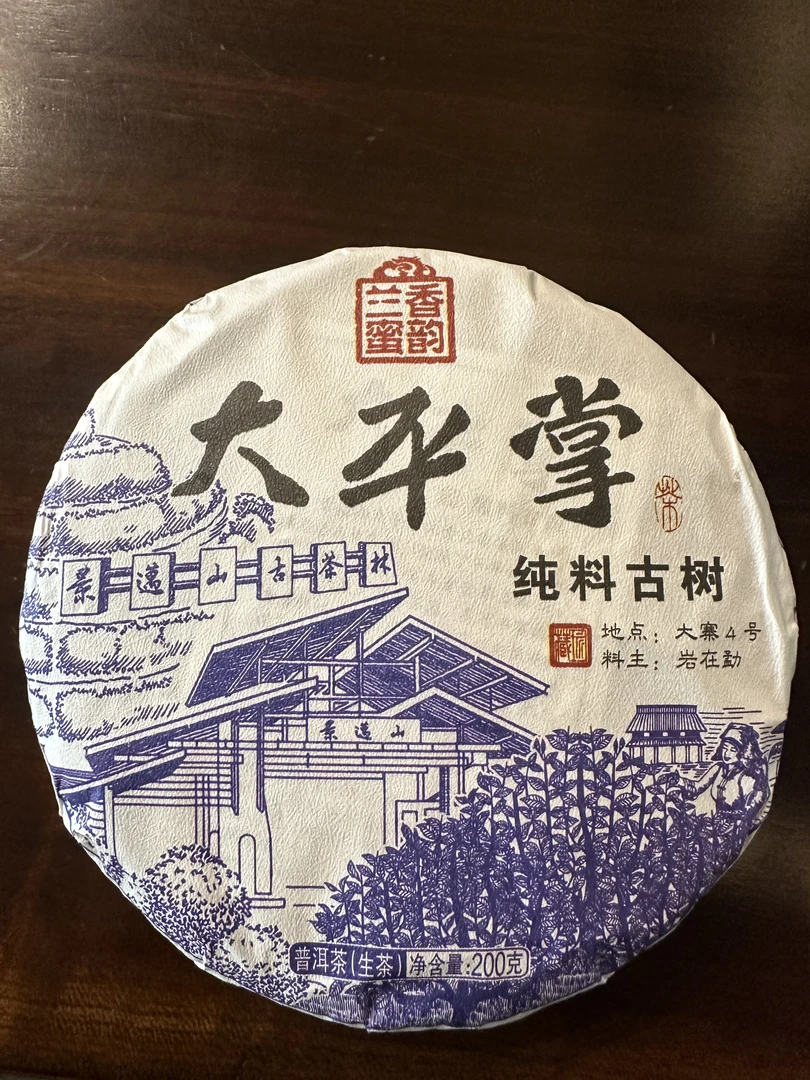 兰香
蜜韵
大平掌
纯料古树
景邁山古茶林
地点：大寨4号
料主：岩在勐
景邁山
普洱茶(生茶) 净含量:200克